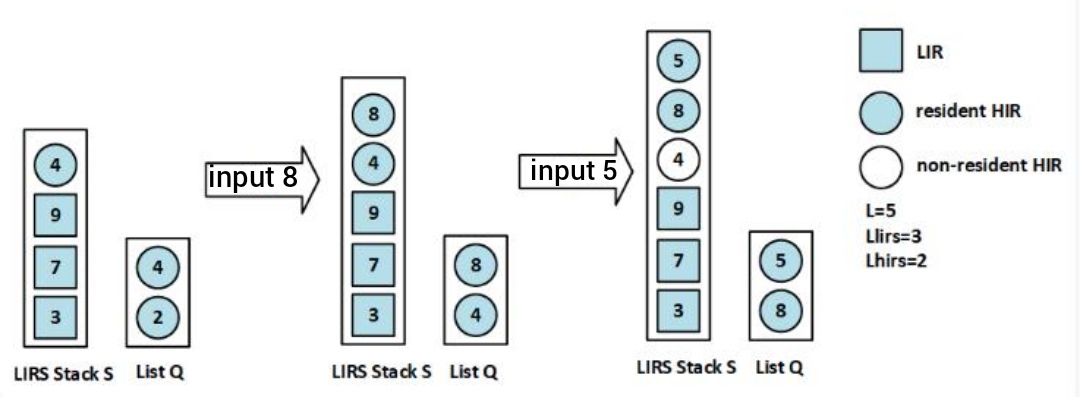 4
9
7
3
4
2
LIRS Stack S
List Q
input 8
8
4
9
7
3
8
4
LIRS Stack S
List Q
input 5
5
8
4
9
7
3
5
8
LIRS Stack S
List Q
LIR
resident HIR
non-resident HIR
L=5
Llirs=3
Lhirs=2